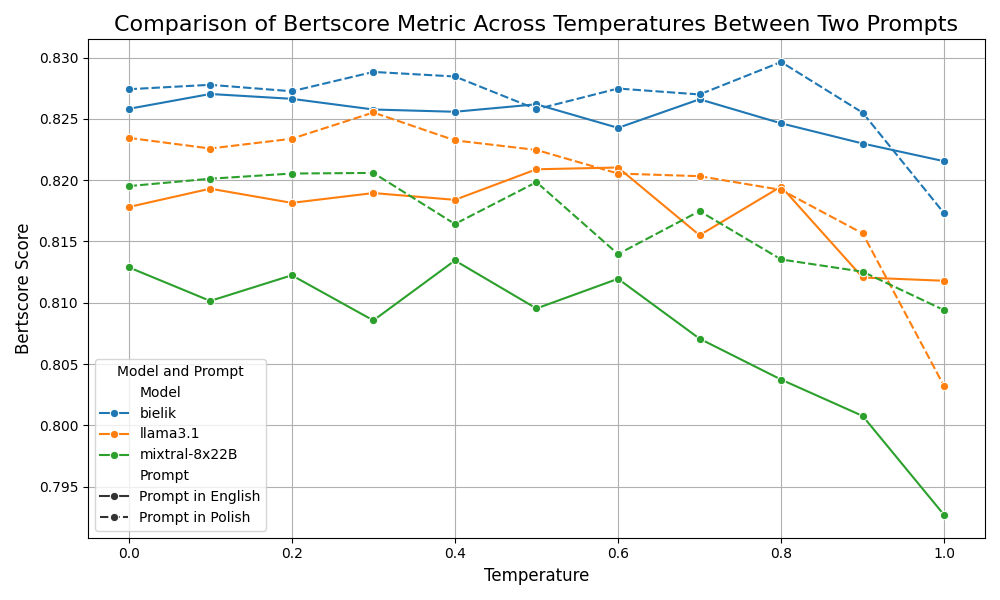 Comparison of Bertscore Metric Across Temperatures Between Two Prompts
Bertscore Score
0.830
0.825
0.820
0.815
0.810
0.805
0.800
0.795
Model and Prompt
Model
bielik
llama3.1
mixtral-8x22B
Prompt
Prompt in English
Prompt in Polish
0.0 0.2 0.4 0.6 0.8 1.0
Temperature